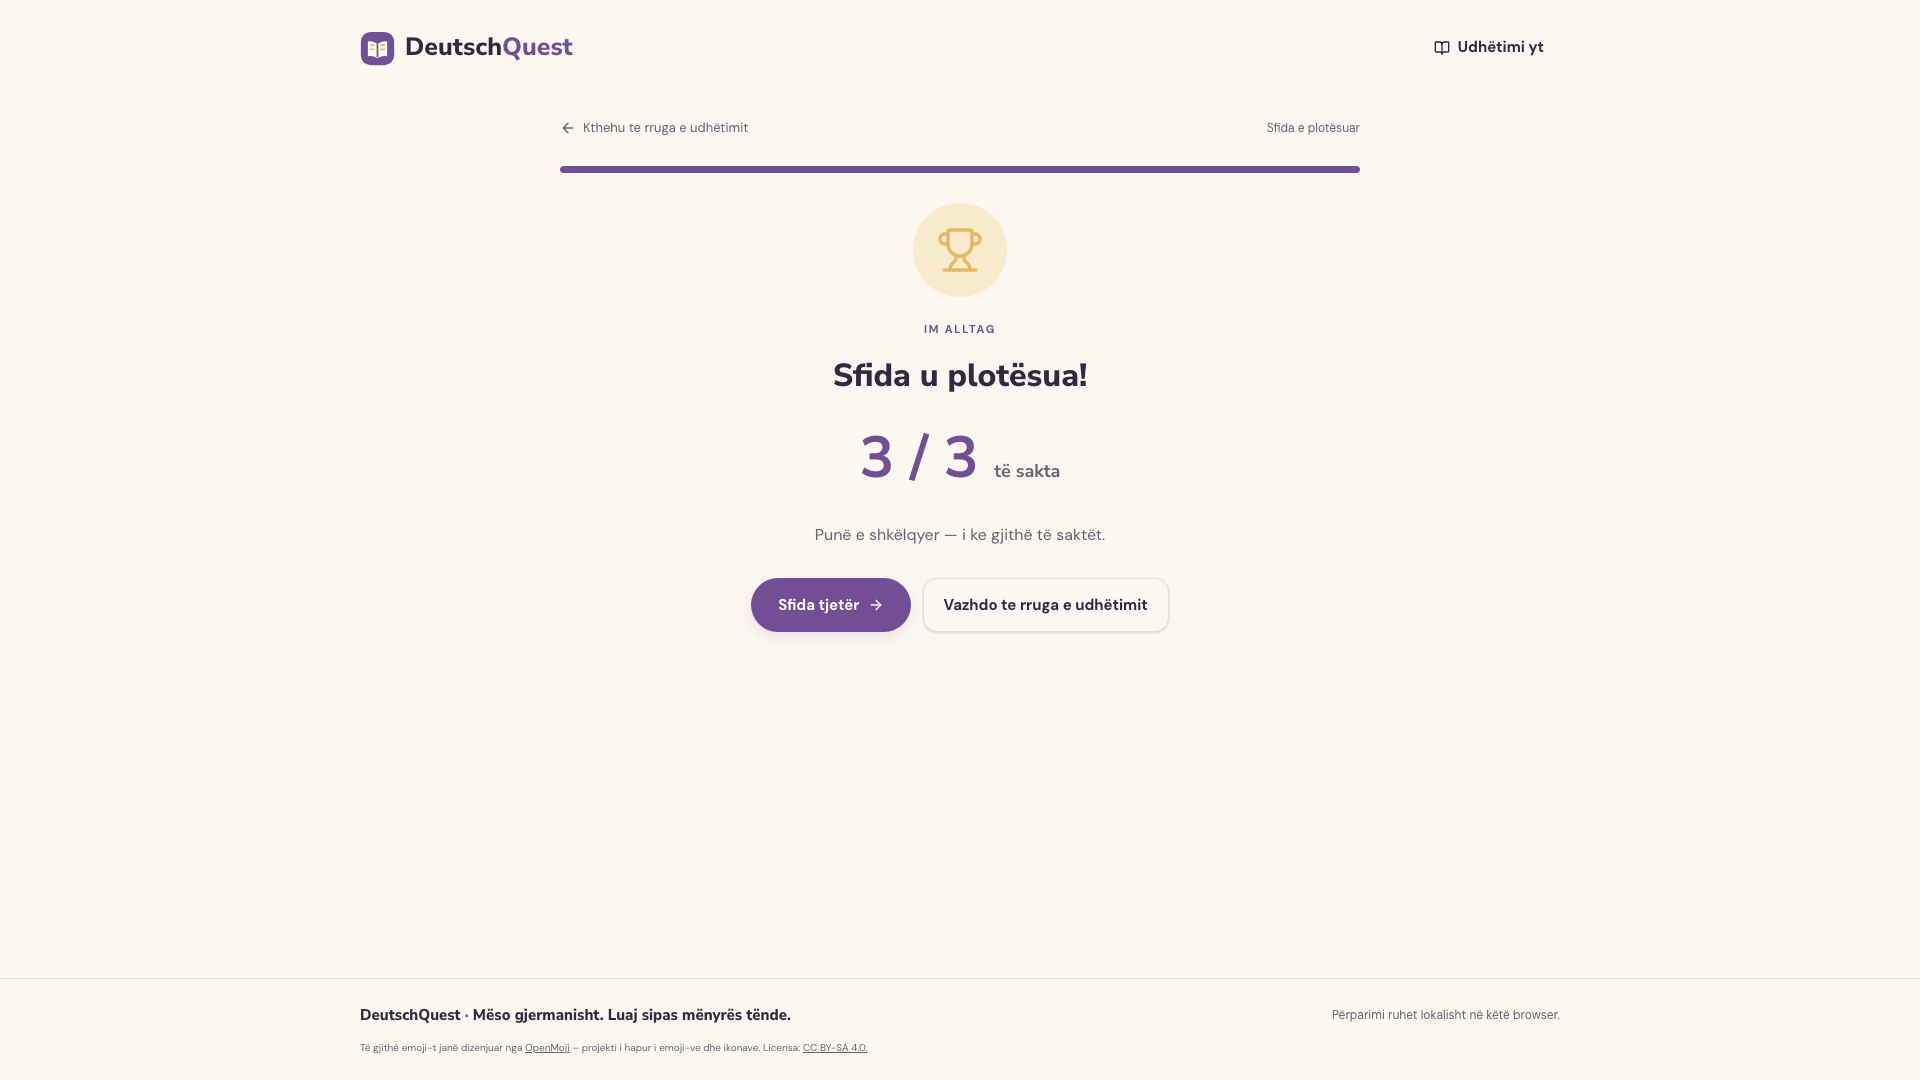 DeutschQuest
Udhëtimi yt
Kthehu te rruga e udhëtimit
Sfida e plotësuar
IM ALLTAG
Sfida u plotësua!
3 / 3 të sakta
Punë e shkëlqyer — i ke gjithë të saktët.
Sfida tjetër
Vazhdo te rruga e udhëtimit
DeutschQuest · Mëso gjermanisht. Luaj sipas mënyrës tënde.
Përparimi ruhet lokalisht në këtë browser.
Të gjithë emoji-t janë dizenjuar nga OpenMoji – projekti i hapur i emoji-ve dhe ikonave. Licensa: CC BY-SA 4.0.